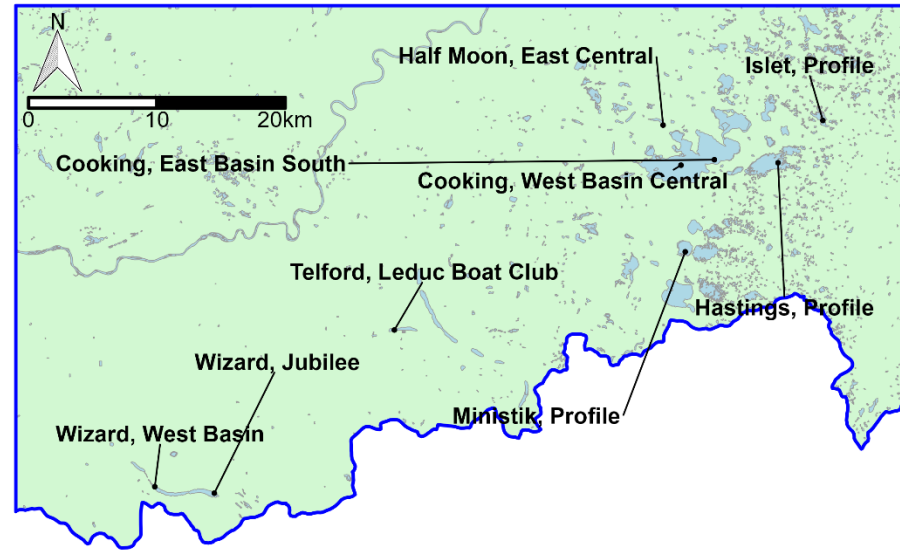 N
0 10 20km
Half Moon, East Central
Islet, Profile
Cooking, East Basin South
Cooking, West Basin Central
Telford, Leduc Boat Club
Hastings, Profile
Wizard, Jubilee
Ministik, Profile
Wizard, West Basin